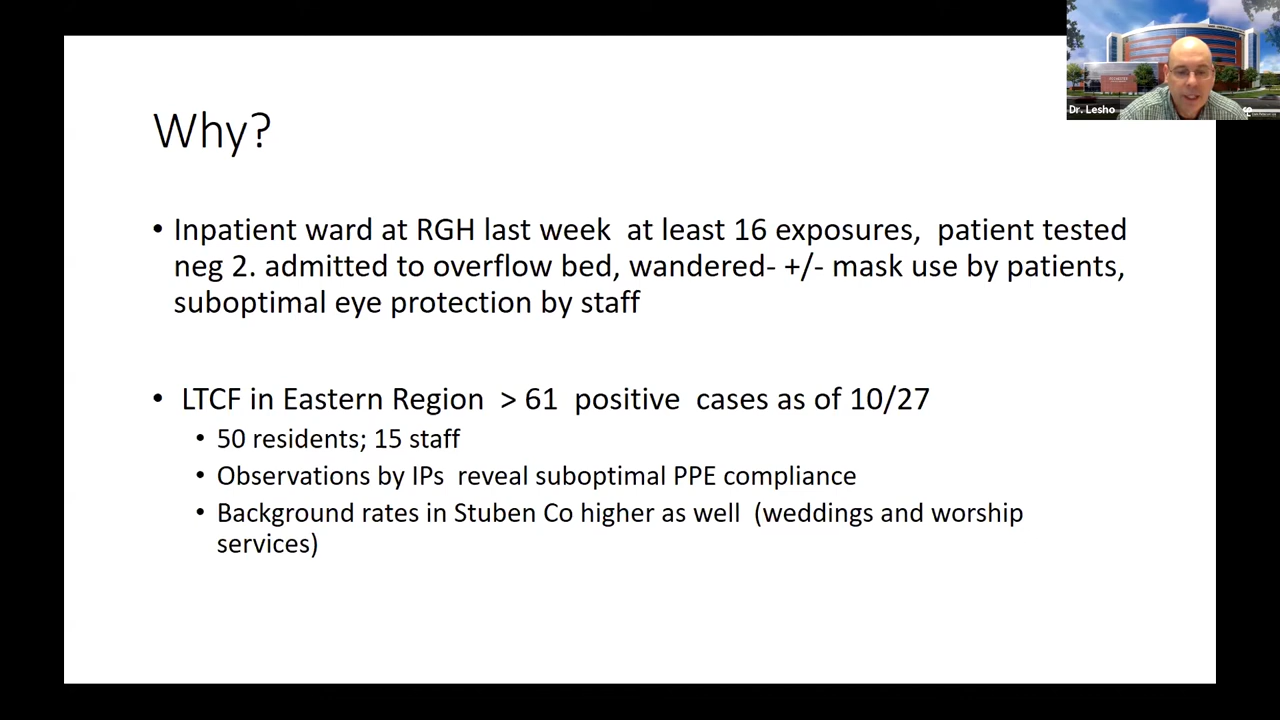 Dr. Lesho
Why?
• Inpatient ward at RGH last week at least 16 exposures, patient tested
neg 2. admitted to overflow bed, wandered- +/- mask use by patients,
suboptimal eye protection by staff
• LTCF in Eastern Region > 61 positive cases as of 10/27
• 50 residents; 15 staff
• Observations by IPs reveal suboptimal PPE compliance
• Background rates in Stuben Co higher as well (weddings and worship
services)